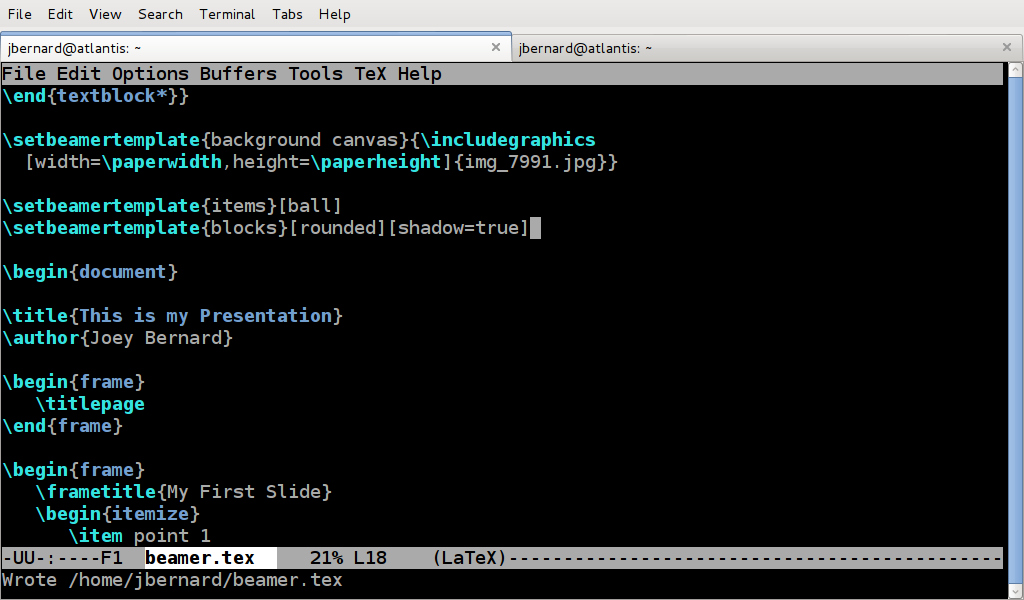 File Edit View Search Terminal Tabs Help
jbernard@atlantis: ~ × jbernard@atlantis: ~ ×
File Edit Options Buffers Tools TeX Help
\end{textblock*}}
\setbeamertemplate{background canvas}{\includegraphics
  [width=\paperwidth,height=\paperheight]{img_7991.jpg}}
\setbeamertemplate{items}[ball]
\setbeamertemplate{blocks}[rounded][shadow=true]
\begin{document}
\title{This is my Presentation}
\author{Joey Bernard}
\begin{frame}
   \titlepage
\end{frame}
\begin{frame}
   \frametitle{My First Slide}
   \begin{itemize}
      \item point 1
-UU-:----F1  beamer.tex     21% L18    (LaTeX)---------------------------------------------
Wrote /home/jbernard/beamer.tex